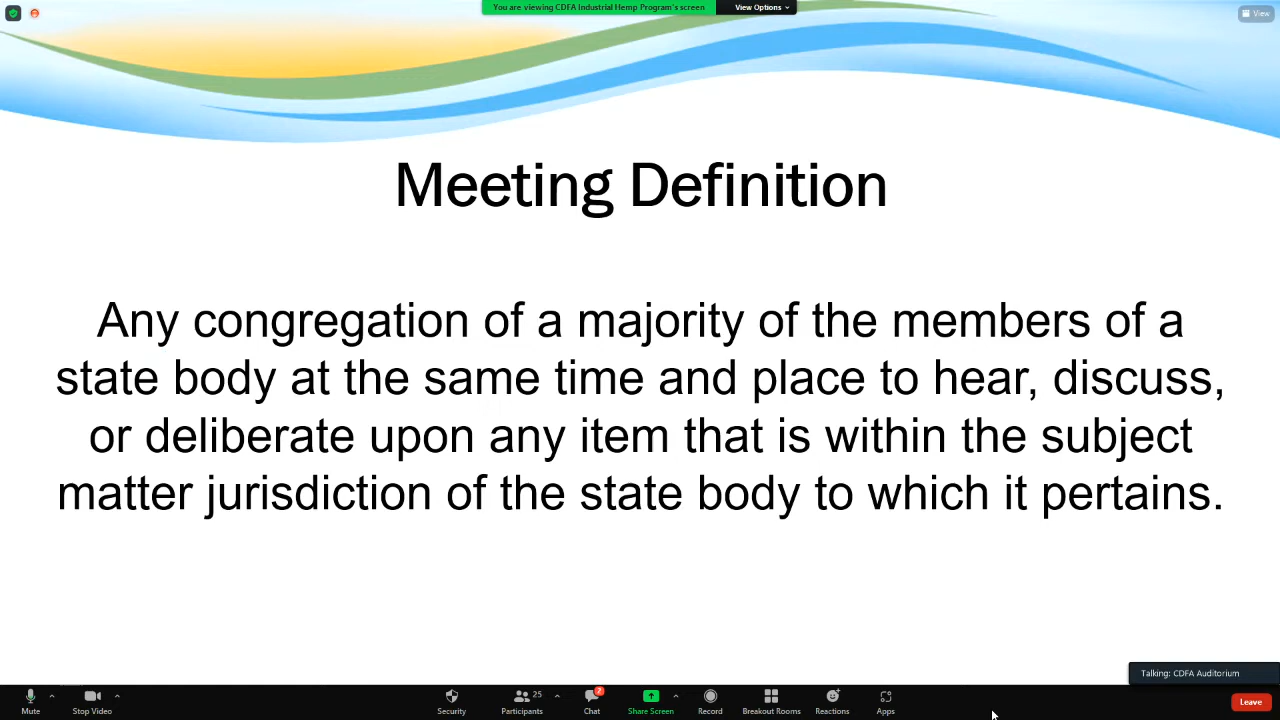 You are viewing CDFA Industrial Hemp Program's screen
View Options
View
Meeting Definition
Any congregation of a majority of the members of a
state body at the same time and place to hear, discuss,
or deliberate upon any item that is within the subject
matter jurisdiction of the state body to which it pertains.
Talking: CDFA Auditorium
Mute
Stop Video
Security
25
Participants
2
Chat
Share Screen
Record
Breakout Rooms
Reactions
Apps
Leave